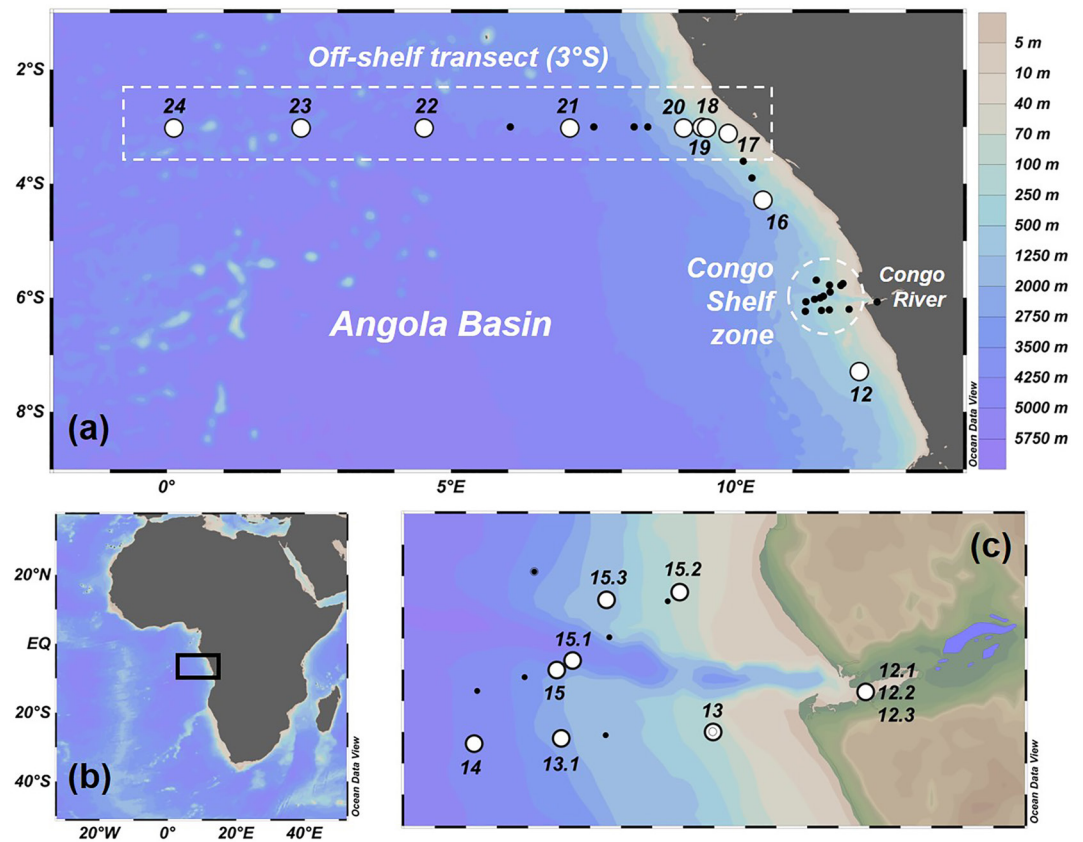 Off-shelf transect (3°S)
24
23
22
21
20
18
19
17
16
Congo
Shelf
zone
Congo
River
Angola Basin
12
(a)
2°S
4°S
6°S
8°S
0°
5°E
10°E
Ocean Data View
5 m
10 m
40 m
70 m
100 m
250 m
500 m
1250 m
2000 m
2750 m
3500 m
4250 m
5000 m
5750 m
20°N
EQ
20°S
40°S
20°W
0°
20°E
40°E
(b)
Ocean Data View
(c)
15.3
15.2
15.1
15
13
12.1
12.2
12.3
14
13.1
Ocean Data View